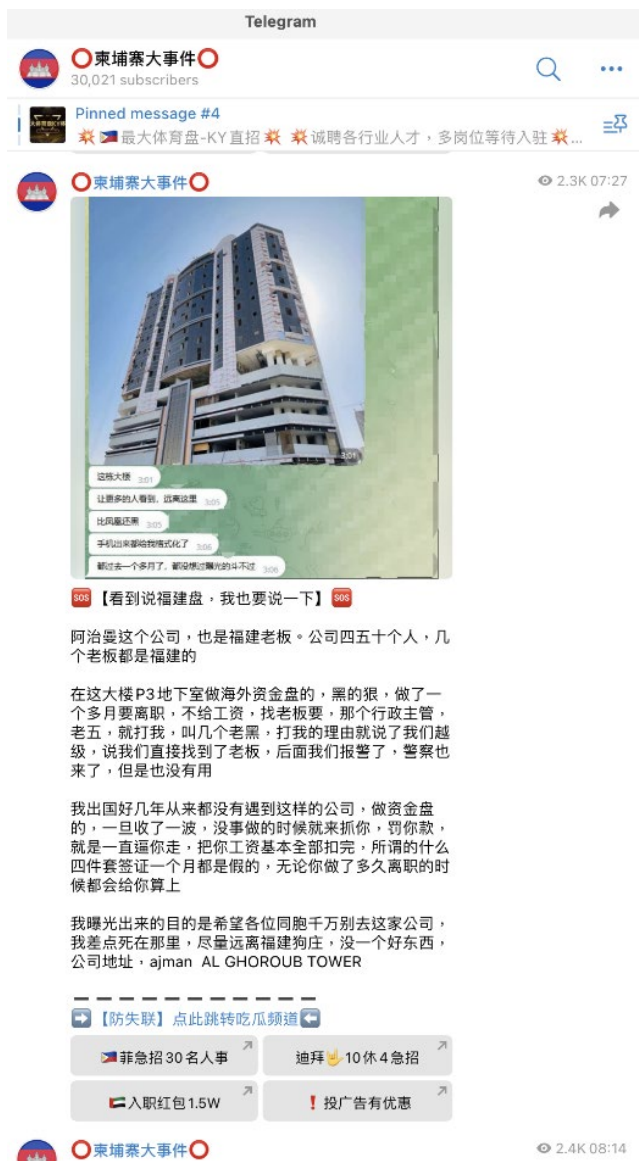 Telegram
⭕柬埔寨大事件⭕
30,021 subscribers
Pinned message #4
💥🇵🇭最大体育盘-KY直招💥 💥诚聘各行业人才，多岗位等待入驻💥...
⭕柬埔寨大事件⭕
2.3K 07:27
3:01
这栋大楼 3:01
让更多的人看到，远离这里 3:05
比凤凰还黑 3:05
手机出来都给我格式化了 3:06
都过去一个多月了，都没想过曝光的斗不过 3:06
🆘【看到说福建盘，我也要说一下】🆘
阿治曼这个公司，也是福建老板。公司四五十个人，几
个老板都是福建的
在这大楼P3地下室做海外资金盘的，黑的狠，做了一
个多月要离职，不给工资，找老板要，那个行政主管，
老五，就打我，叫几个老黑，打我的理由就说了我们越
级，说我们直接找到了老板，后面我们报警了，警察也
来了，但是也没有用
我出国好几年从来都没有遇到这样的公司，做资金盘
的，一旦收了一波，没事做的时候就来抓你，罚你款，
就是一直逼你走，把你工资基本全部扣完，所谓的什么
四件套签证一个月都是假的，无论你做了多久离职的时
候都会给你算上
我曝光出来的目的是希望各位同胞千万别去这家公司，
我差点死在那里，尽量远离福建狗庄，没一个好东西，
公司地址，ajman AL GHOROUB TOWER
— — — — — — — — — — —
➡️【防失联】点此跳转吃瓜频道⬅️
🇵🇭菲急招30名人事
迪拜🤟10休4急招
🇦🇪入职红包1.5W
❗投广告有优惠
⭕柬埔寨大事件⭕
2.4K 08:14